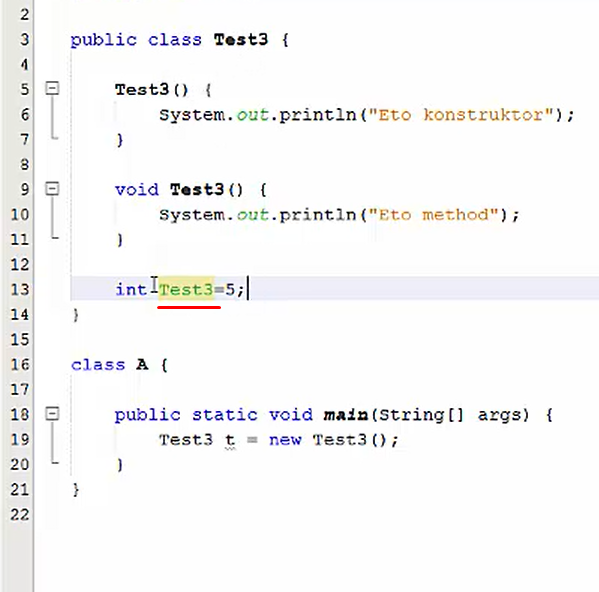 2
3 public class Test3 {
4
5 Test3() {
6 System.out.println("Eto konstruktor");
7 }
8
9 void Test3() {
10 System.out.println("Eto method");
11 }
12
13 int Test3=5;
14 }
15
16 class A {
17
18 public static void main(String[] args) {
19 Test3 t = new Test3();
20 }
21 }
22